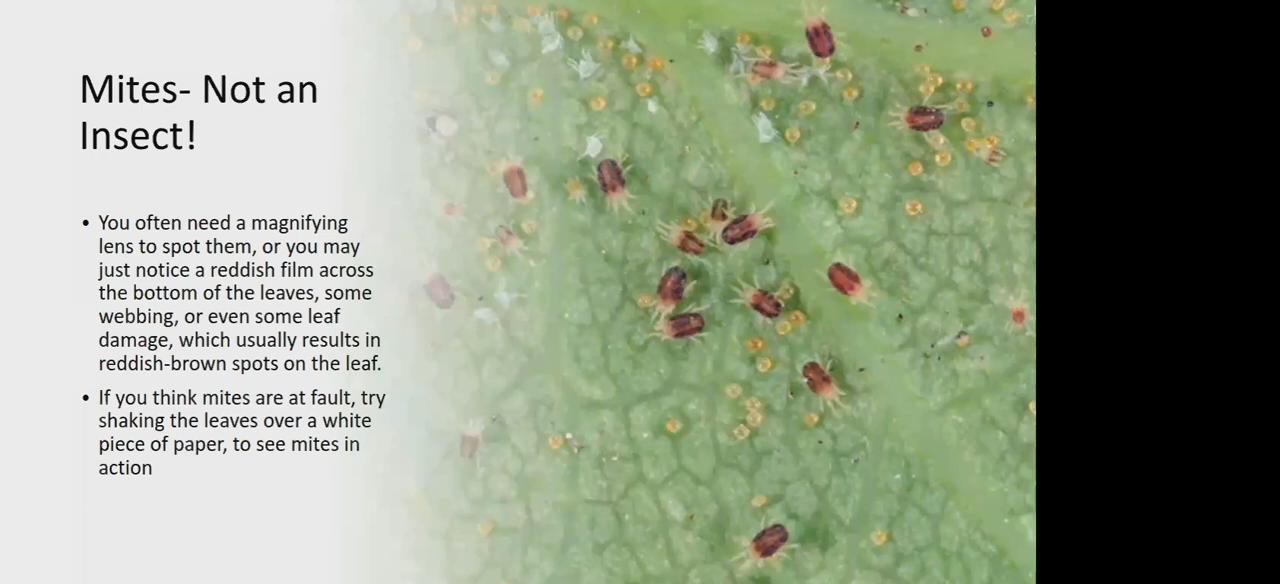 Mites- Not an
Insect!
• You often need a magnifying
lens to spot them, or you may
just notice a reddish film across
the bottom of the leaves, some
webbing, or even some leaf
damage, which usually results in
reddish-brown spots on the leaf.
• If you think mites are at fault, try
shaking the leaves over a white
piece of paper, to see mites in
action